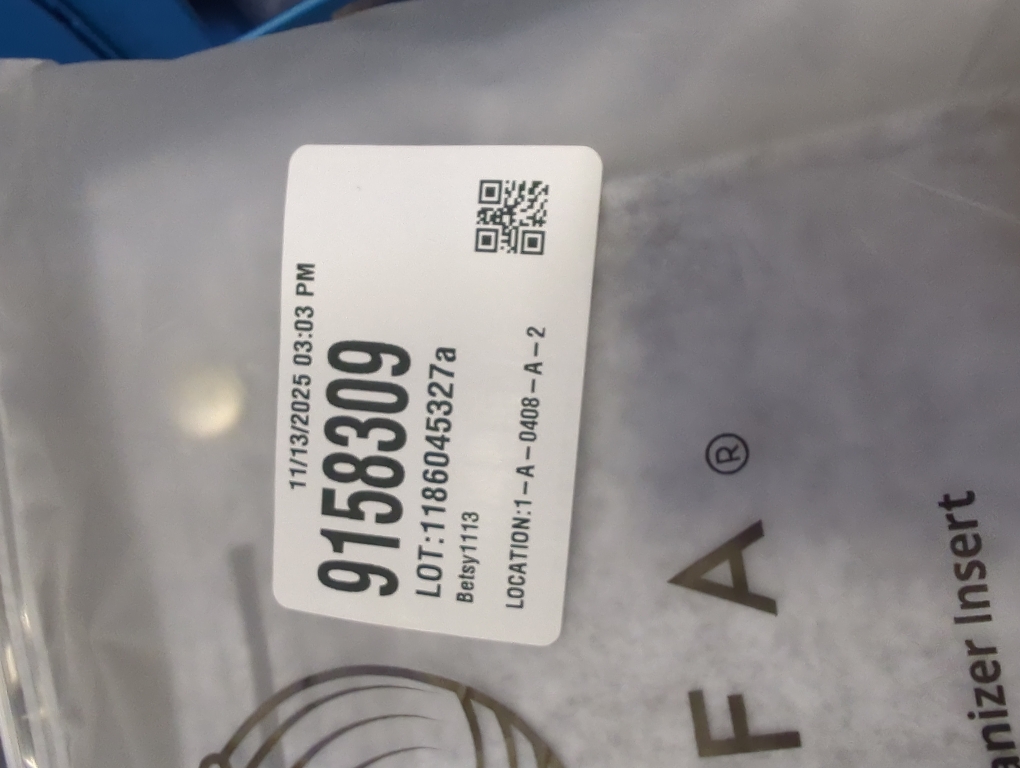 11/13/2025 03:03 PM
9158309
LOT:1186045327a
Betsy1113
LOCATION:1-A-0408-A-2
F A ®
anizer Insert